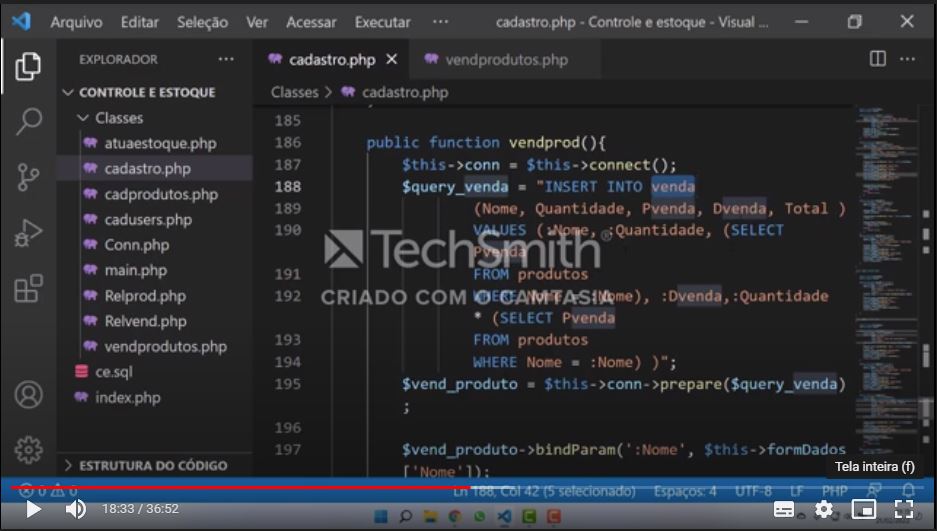 Arquivo Editar Seleção Ver Acessar Executar ··· cadastro.php - Controle e estoque - Visual ...
EXPLORADOR ···
cadastro.php
vendprodutos.php
CONTROLE E ESTOQUE
Classes
atuaestoque.php
cadastro.php
cadprodutos.php
cadusers.php
Conn.php
main.php
Relprod.php
Relvend.php
vendprodutos.php
ce.sql
index.php
ESTRUTURA DO CÓDIGO
Classes > cadastro.php
185
186 public function vendprod(){
187 $this->conn = $this->connect();
188 $query_venda = "INSERT INTO venda
189 (Nome, Quantidade, Pvenda, Dvenda, Total )
190 VALUES (:Nome, :Quantidade, (SELECT
Pvenda
191 FROM produtos
192 WHERE Nome = :Nome), :Dvenda,:Quantidade
* (SELECT Pvenda
193 FROM produtos
194 WHERE Nome = :Nome) )";
195 $vend_produto = $this->conn->prepare($query_venda)
;
196
197 $vend_produto->bindParam(':Nome', $this->formDados
['Nome']);
TechSmith®
CRIADO COM O CAMTASIA
Tela inteira (f)
0 0 Ln 188, Col 42 (5 selecionado) Espaços: 4 UTF-8 LF PHP
18:33 / 36:52